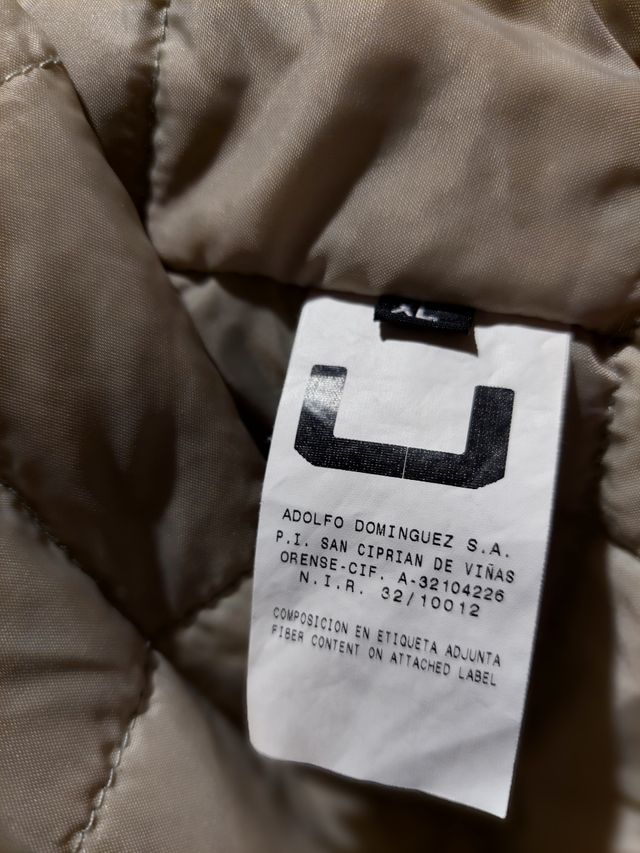 XL
ADOLFO DOMINGUEZ S.A.
P.I. SAN CIPRIAN DE VIÑAS
ORENSE-CIF. A-32104226
N.I.R. 32/10012
COMPOSICION EN ETIQUETA ADJUNTA
FIBER CONTENT ON ATTACHED LABEL